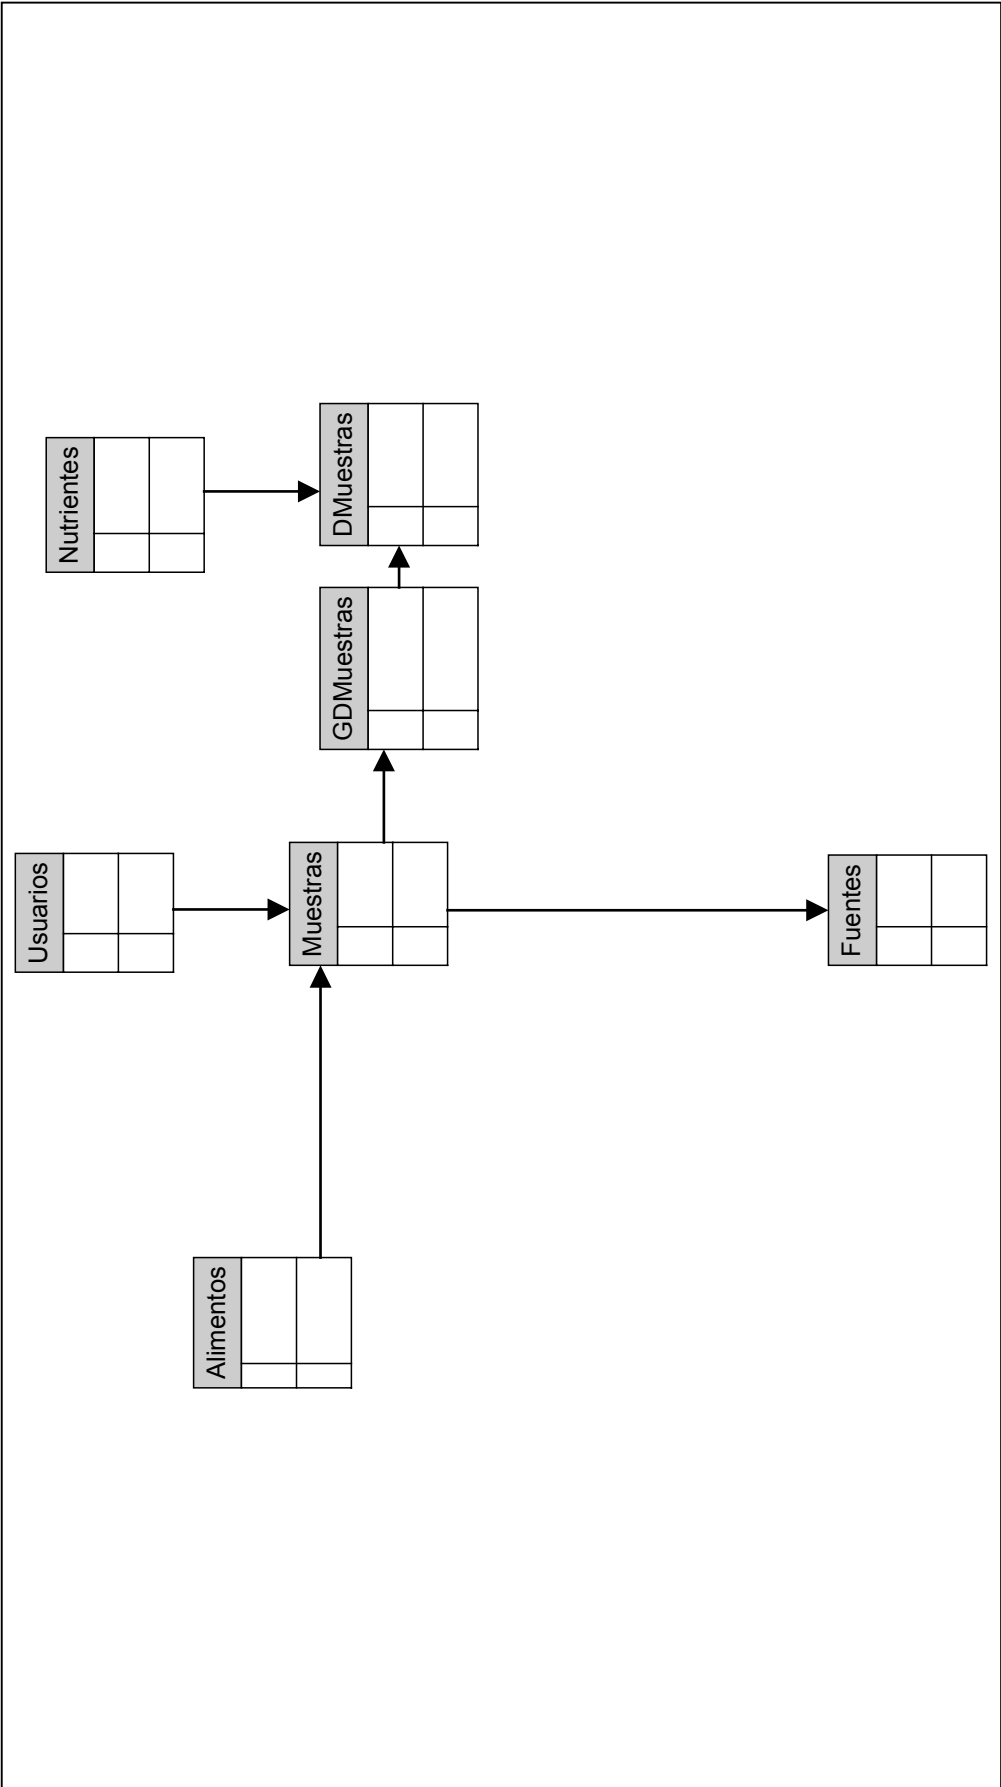 Alimentos
Usuarios
Muestras
Fuentes
GDMuestras
Nutrientes
DMuestras